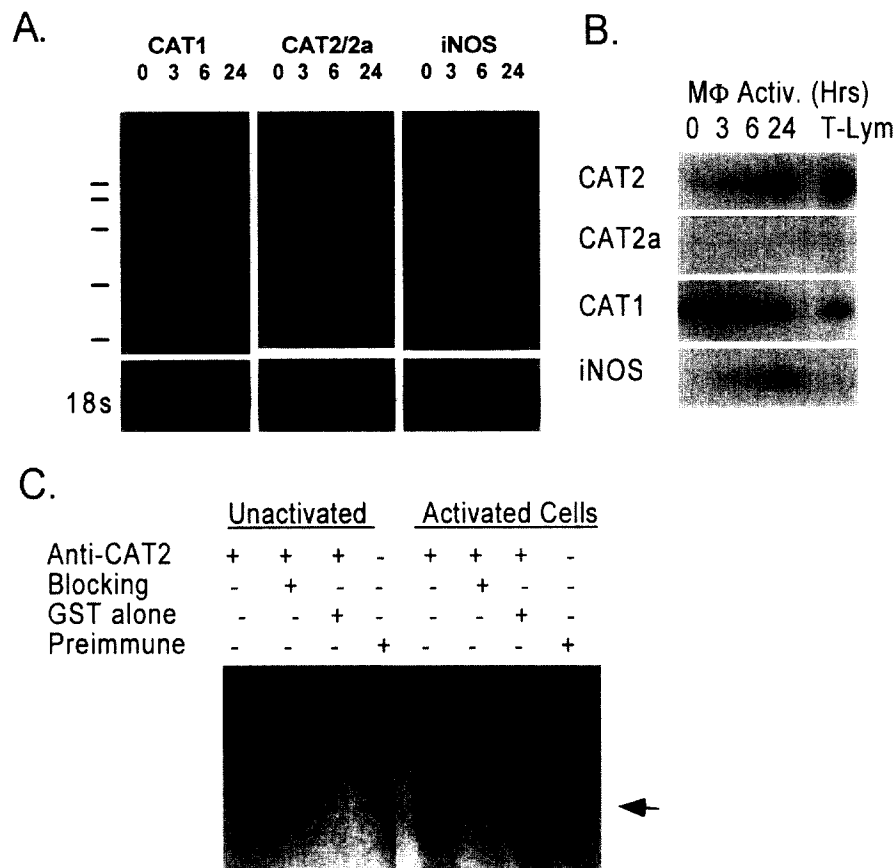 A.
CAT1 CAT2/2a iNOS
0 3 6 24 0 3 6 24 0 3 6 24
18s
B.
MΦ Activ. (Hrs)
0 3 6 24 T-Lym
CAT2
CAT2a
CAT1
iNOS
C.
Unactivated Activated Cells
Anti-CAT2 + + + - + + + -
Blocking - + - - - + - -
GST alone - - + - - - + -
Preimmune - - - + - - - +